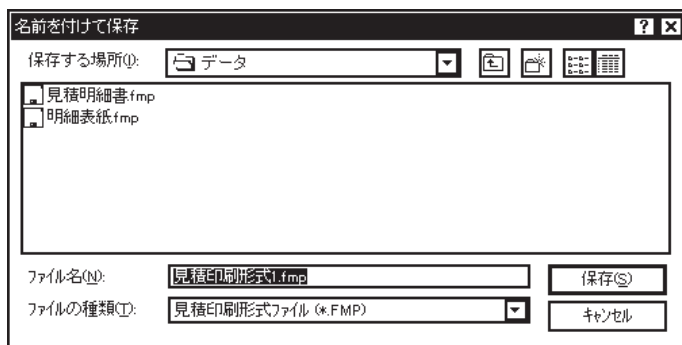 名前を付けて保存
保存する場所(I):
データ
見積明細書.fmp
明細表紙.fmp
ファイル名(N):
見積印刷形式1.fmp
保存(S)
ファイルの種類(T):
見積印刷形式ファイル (*.FMP)
キャンセル